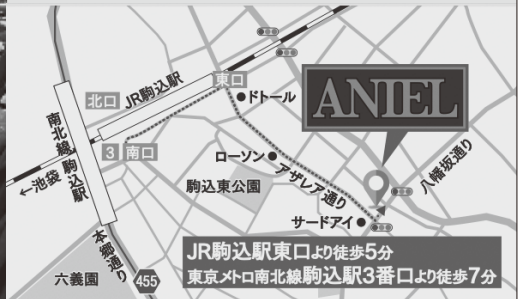 北口
JR駒込駅
東口
ドトール
ANIEL
南北線 駒込駅
3
南口
←池袋
ローソン
アザレア通り
駒込東公園
八幡坂通り
サードアイ
本郷通り
六義園
455
JR駒込駅東口より徒歩5分
東京メトロ南北線駒込駅3番口より徒歩7分